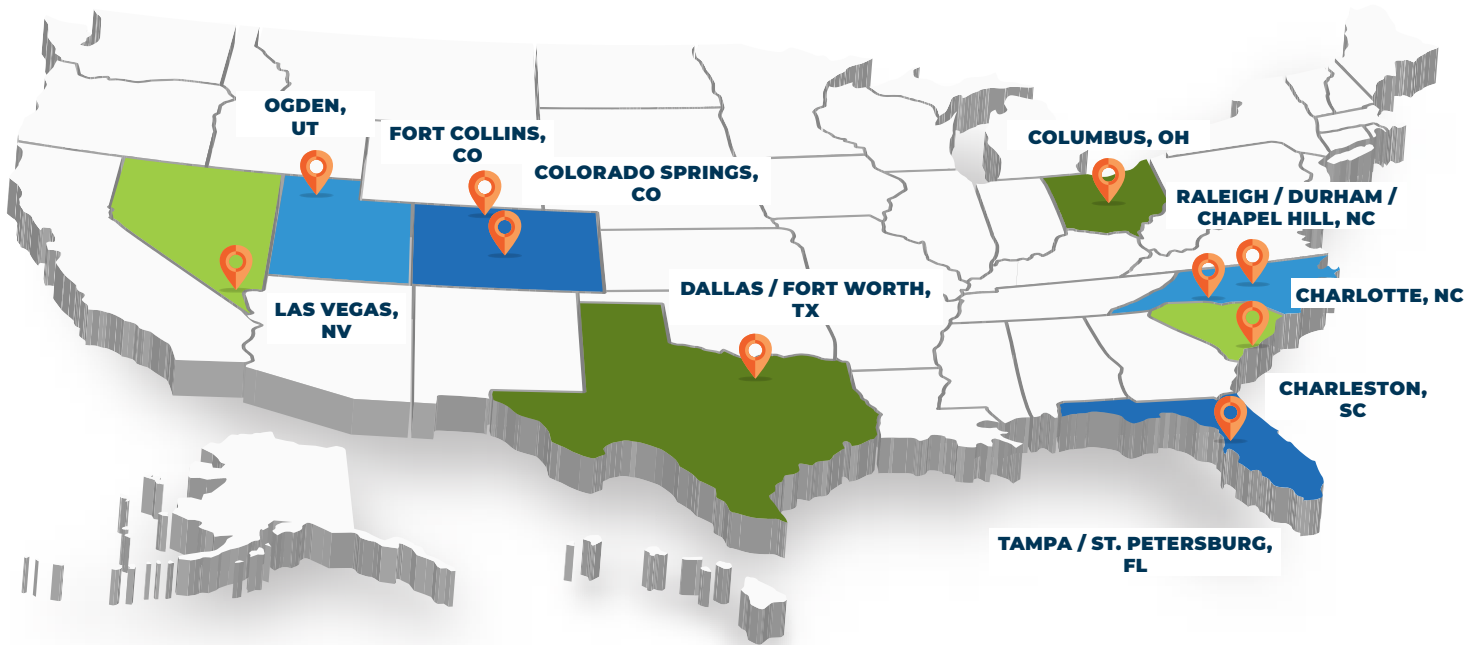 OGDEN,
UT
FORT COLLINS,
CO
COLORADO SPRINGS,
CO
COLUMBUS, OH
RALEIGH / DURHAM /
CHAPEL HILL, NC
LAS VEGAS,
NV
DALLAS / FORT WORTH,
TX
CHARLOTTE, NC
CHARLESTON,
SC
TAMPA / ST. PETERSBURG,
FL